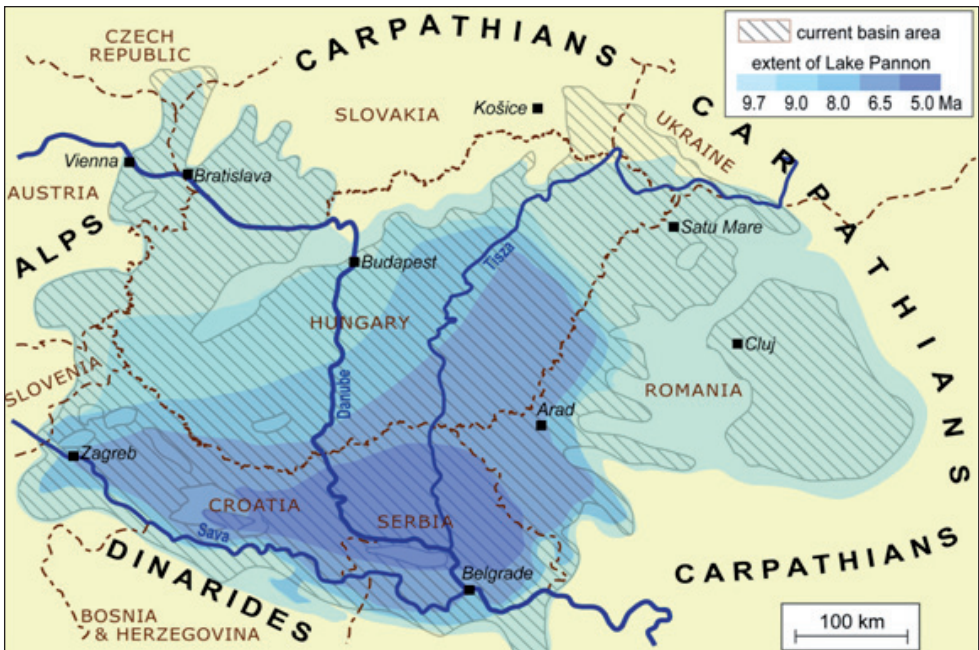 CZECH
REPUBLIC
CARPATHIANS
current basin area
extent of Lake Pannon
9.7 9.0 8.0 6.5 5.0 Ma
SLOVAKIA
Košice
UKRAINE
CARPATHIANS
Vienna
Bratislava
AUSTRIA
ALPS
Satu Mare
Budapest
Tisza
HUNGARY
Danube
Cluj
SLOVENIA
ROMANIA
Arad
Zagreb
CROATIA
SERBIA
Sava
DINARIDES
Belgrade
CARPATHIANS
BOSNIA
& HERZEGOVINA
100 km